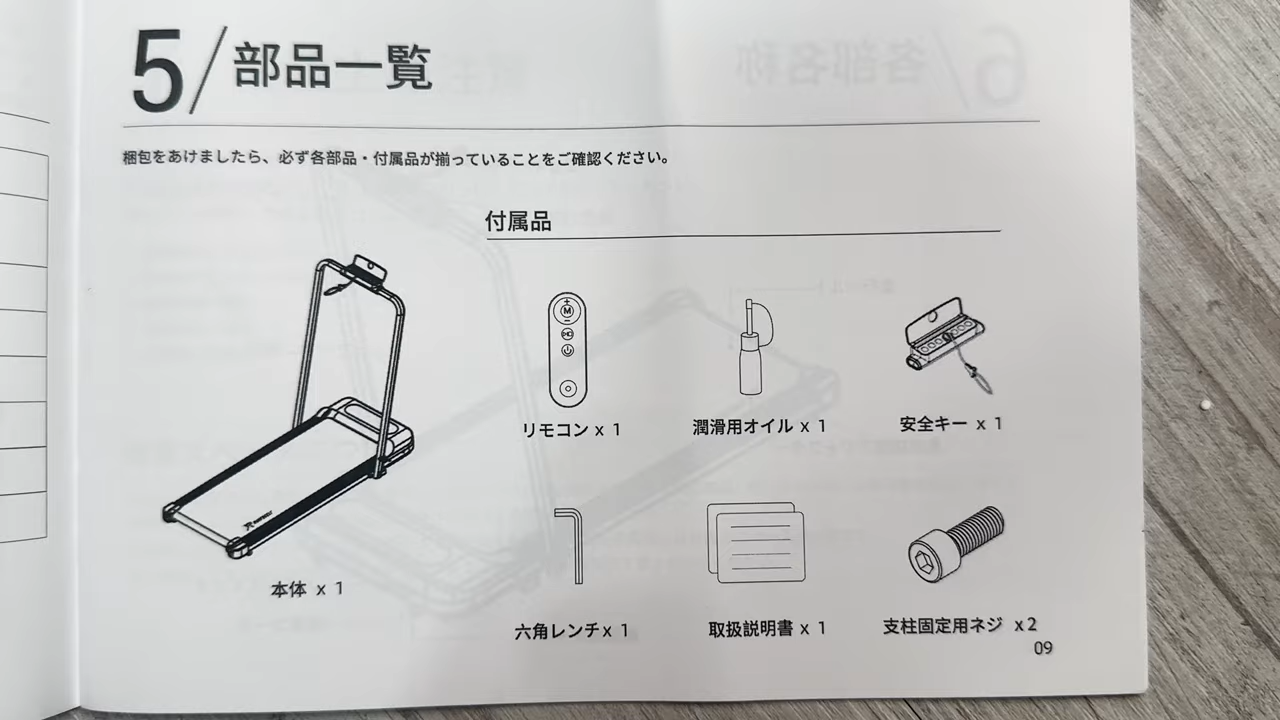 5/部品一覧
梱包をあけましたら、必ず各部品・付属品が揃っていることをご確認ください。
付属品
リモコン x 1
潤滑用オイル x 1
安全キー x 1
本体 x 1
六角レンチx 1
取扱説明書 x 1
支柱固定用ネジ x2
09